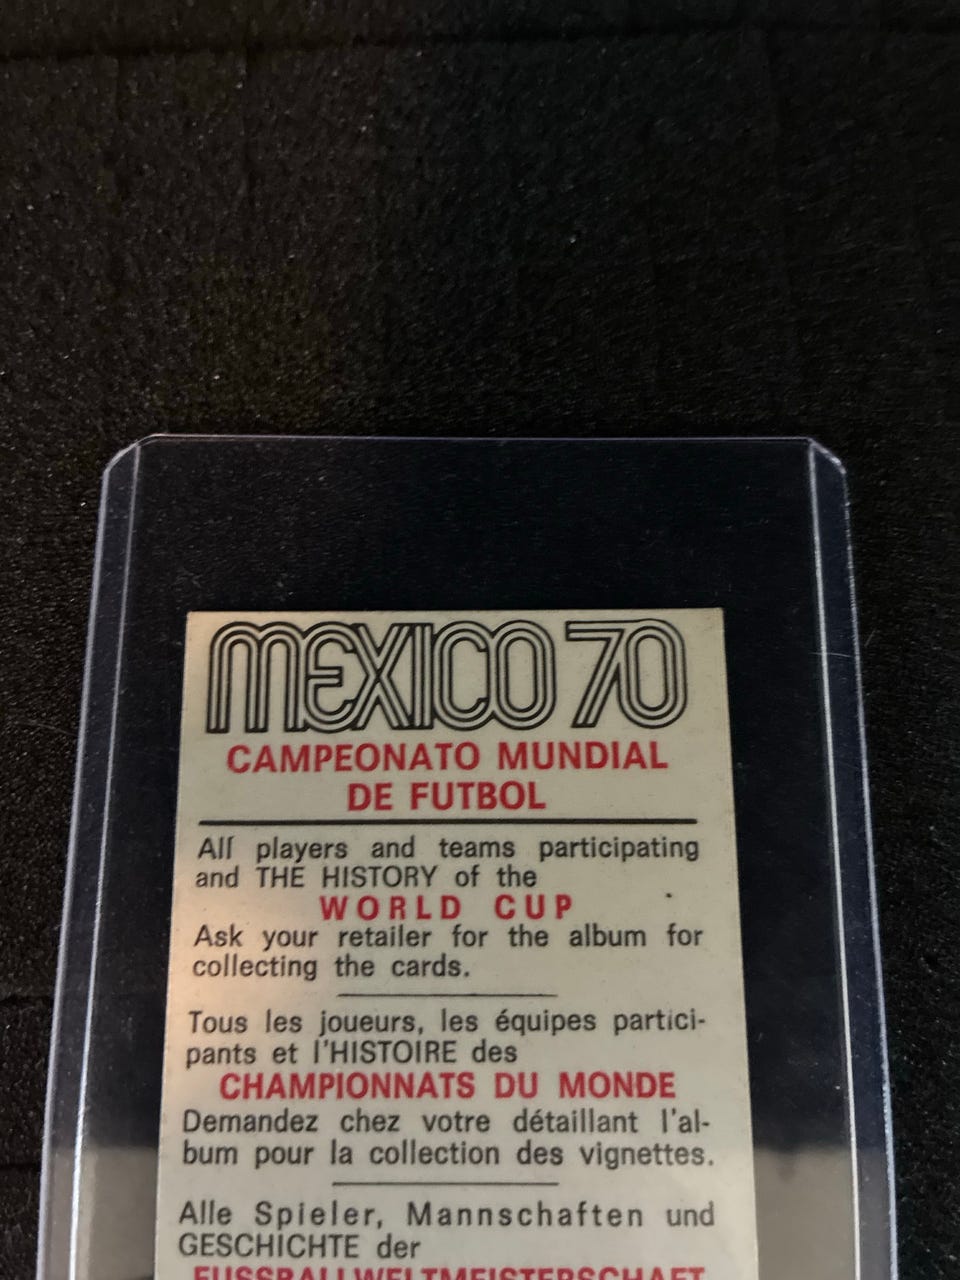 MEXICO 70
CAMPEONATO MUNDIAL
DE FUTBOL
All players and teams participating
and THE HISTORY of the
WORLD CUP
Ask your retailer for the album for
collecting the cards.
Tous les joueurs, les équipes partici-
pants et l'HISTOIRE des
CHAMPIONNATS DU MONDE
Demandez chez votre détaillant l'al-
bum pour la collection des vignettes.
Alle Spieler, Mannschaften und
GESCHICHTE der
FUSSBALLWELTMEISTERSCHAFT